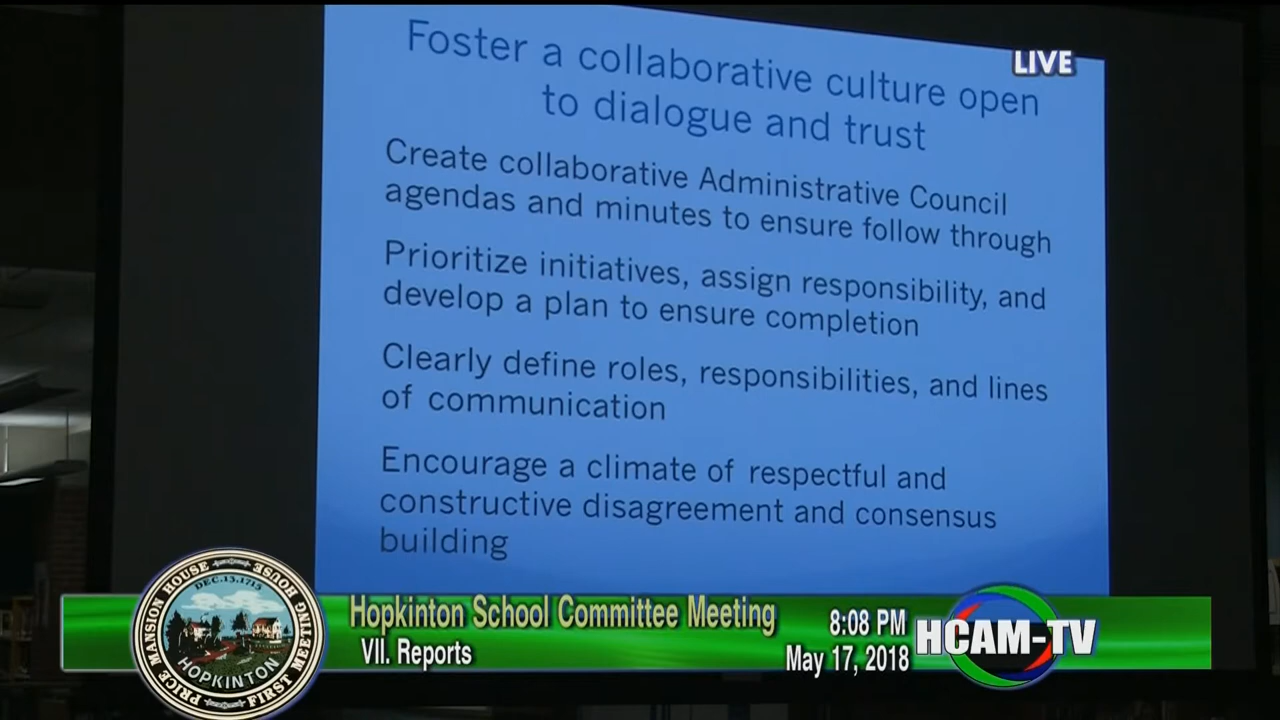 LIVE
Foster a collaborative culture open
to dialogue and trust
Create collaborative Administrative Council
agendas and minutes to ensure follow through
Prioritize initiatives, assign responsibility, and
develop a plan to ensure completion
Clearly define roles, responsibilities, and lines
of communication
Encourage a climate of respectful and
constructive disagreement and consensus
building
PRICE MANSION HOUSE
HOUSE
FIRST MEETING
DEC.13.1715
HOPKINTON
Hopkinton School Committee Meeting
VII. Reports
8:08 PM
May 17, 2018
HCAM-TV